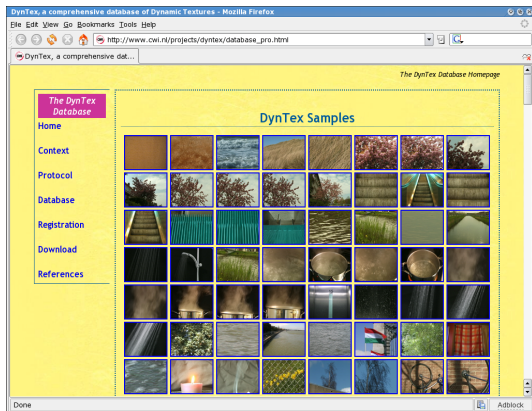 DynTex, a comprehensive database of Dynamic Textures - Mozilla Firefox
File Edit View Go Bookmarks Tools Help
http://www.cwi.nl/projects/dyntex/database_pro.html
DynTex, a comprehensive dat...
The DynTex Database Homepage
The DynTex
Database
Home
Context
Protocol
Database
Registration
Download
References
DynTex Samples
Done
Adblock